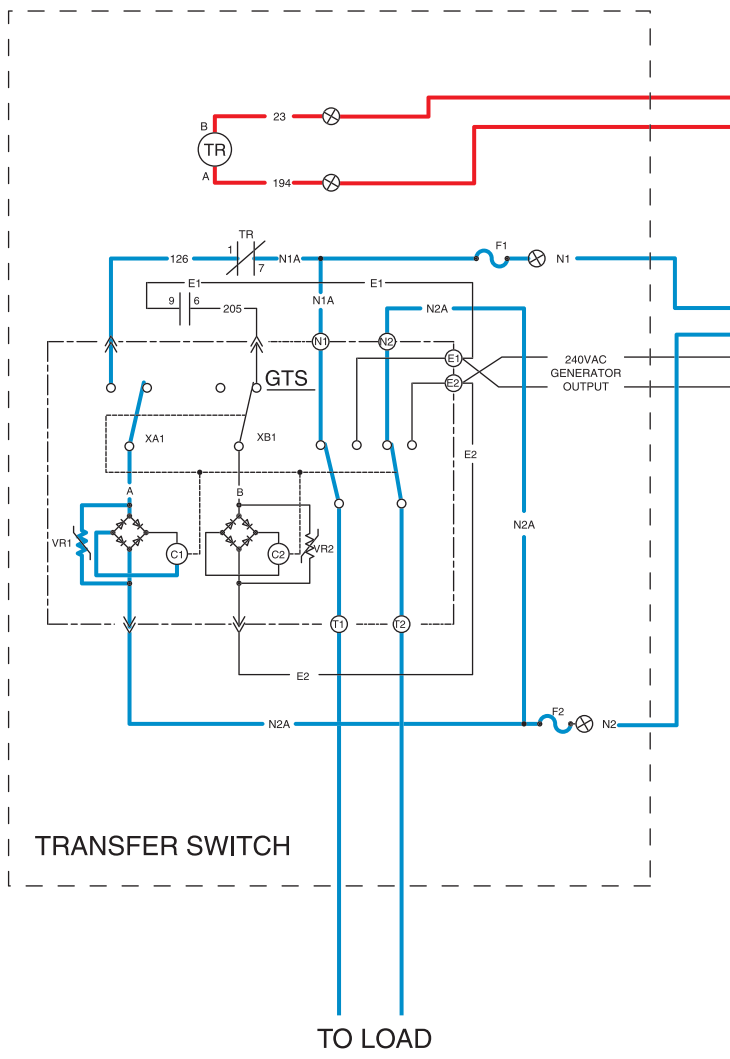 23
B
TR
A
194
TR
1
7
126
N1A
F1
N1
E1
E1
9
6
205
N1A
N2A
N1
N2
E1
E2
240VAC
GENERATOR
OUTPUT
GTS
XA1
XB1
E2
A
B
N2A
VR1
C1
C2
VR2
T1
T2
E2
N2A
F2
N2
TRANSFER SWITCH
TO LOAD